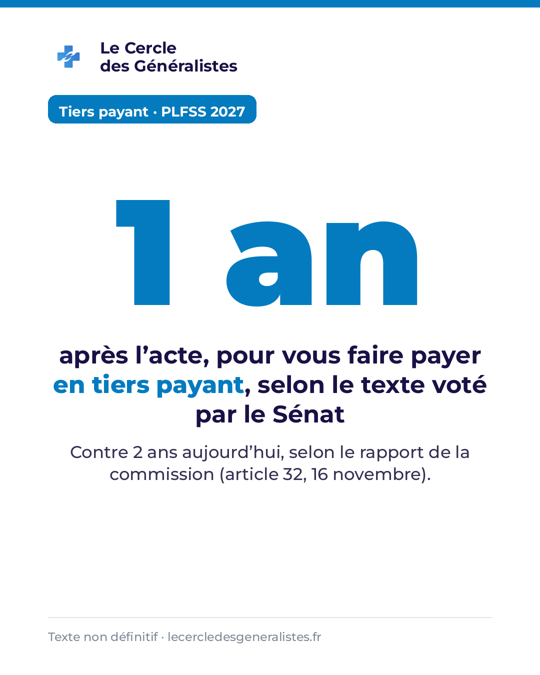 Le Cercle
des Généralistes
Tiers payant · PLFSS 2027
1 an
après l’acte, pour vous faire payer
en tiers payant, selon le texte voté
par le Sénat
Contre 2 ans aujourd’hui, selon le rapport de la
commission (article 32, 16 novembre).
Texte non définitif · lecercledesgeneralistes.fr